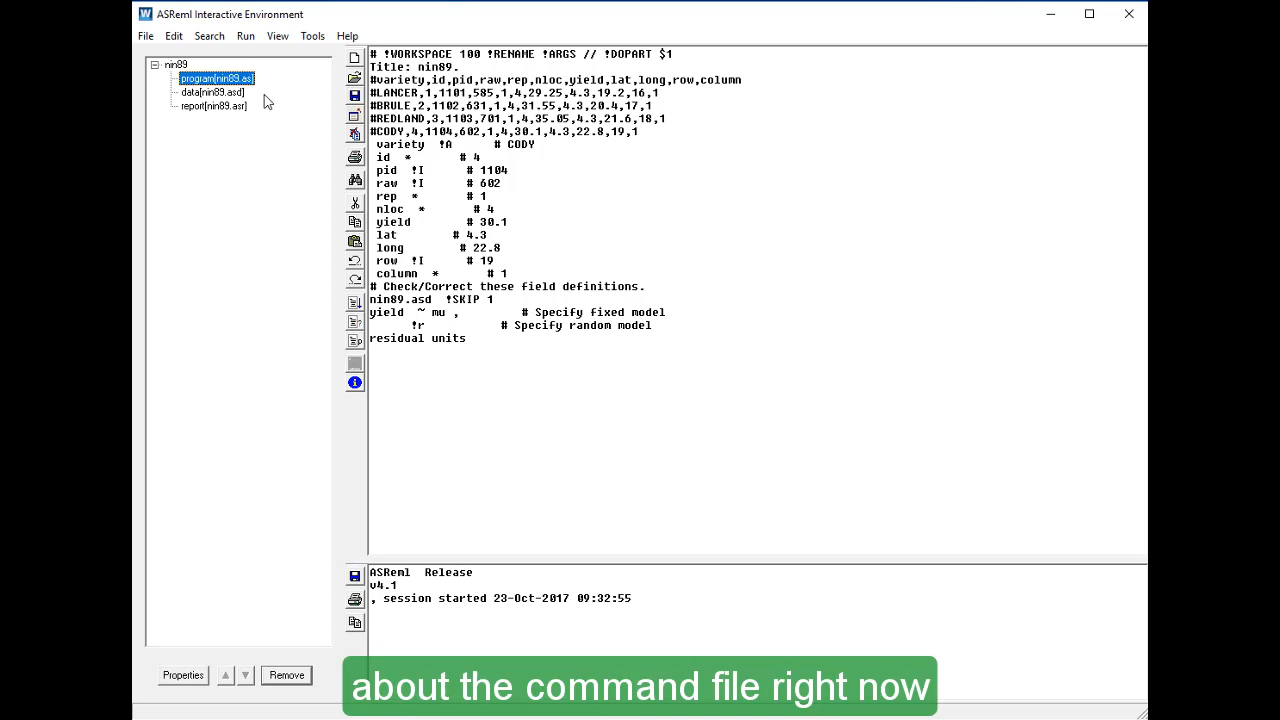 ASReml Interactive Environment
File Edit Search Run View Tools Help
nin89
program[nin89.as
data[nin89.asd]
report[nin89.asr]
# !WORKSPACE 100 !RENAME !ARGS // !DOPART $1
Title: nin89.
#variety,id,pid,raw,rep,nloc,yield,lat,long,row,column
#LANCER,1,1101,585,1,4,29.25,4.3,19.2,16,1
#BRULE,2,1102,631,1,4,31.55,4.3,20.4,17,1
#REDLAND,3,1103,701,1,4,35.05,4.3,21.6,18,1
#CODY,4,1104,602,1,4,30.1,4.3,22.8,19,1
variety !A # CODY
id * # 4
pid !I # 1104
raw !I # 602
rep * # 1
nloc * # 4
yield # 30.1
lat # 4.3
long # 22.8
row !I # 19
column * # 1
# Check/Correct these field definitions.
nin89.asd !SKIP 1
yield ~ mu , # Specify fixed model
!r # Specify random model
residual units
ASReml Release
v4.1
, session started 23-Oct-2017 09:32:55
Properties Remove
about the command file right now